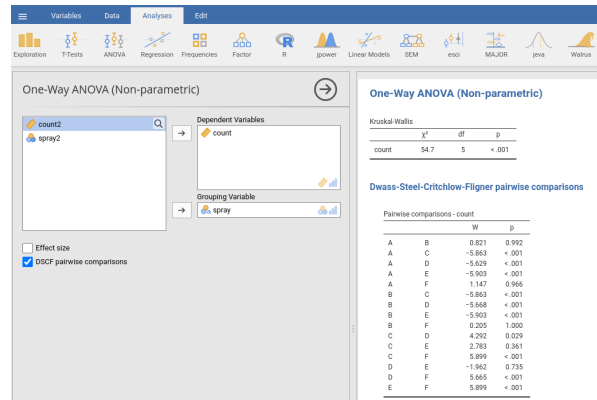 Variables Data Analyses Edit
Exploration T-Tests ANOVA Regression Frequencies Factor R jpower Linear Models SEM esci MAJOR jeva Walrus
One-Way ANOVA (Non-parametric)
count2
spray2
Dependent Variables
count
Grouping Variable
spray
Effect size
DSCF pairwise comparisons
One-Way ANOVA (Non-parametric)
Kruskal-Wallis
χ² df p
count 54.7 5 < .001
Dwass-Steel-Critchlow-Fligner pairwise comparisons
Pairwise comparisons - count
W p
A B 0.821 0.992
A C −5.863 < .001
A D −5.629 < .001
A E −5.903 < .001
A F 1.147 0.966
B C −5.863 < .001
B D −5.668 < .001
B E −5.903 < .001
B F 0.205 1.000
C D 4.292 0.029
C E 2.783 0.361
C F 5.899 < .001
D E −1.962 0.735
D F 5.665 < .001
E F 5.899 < .001